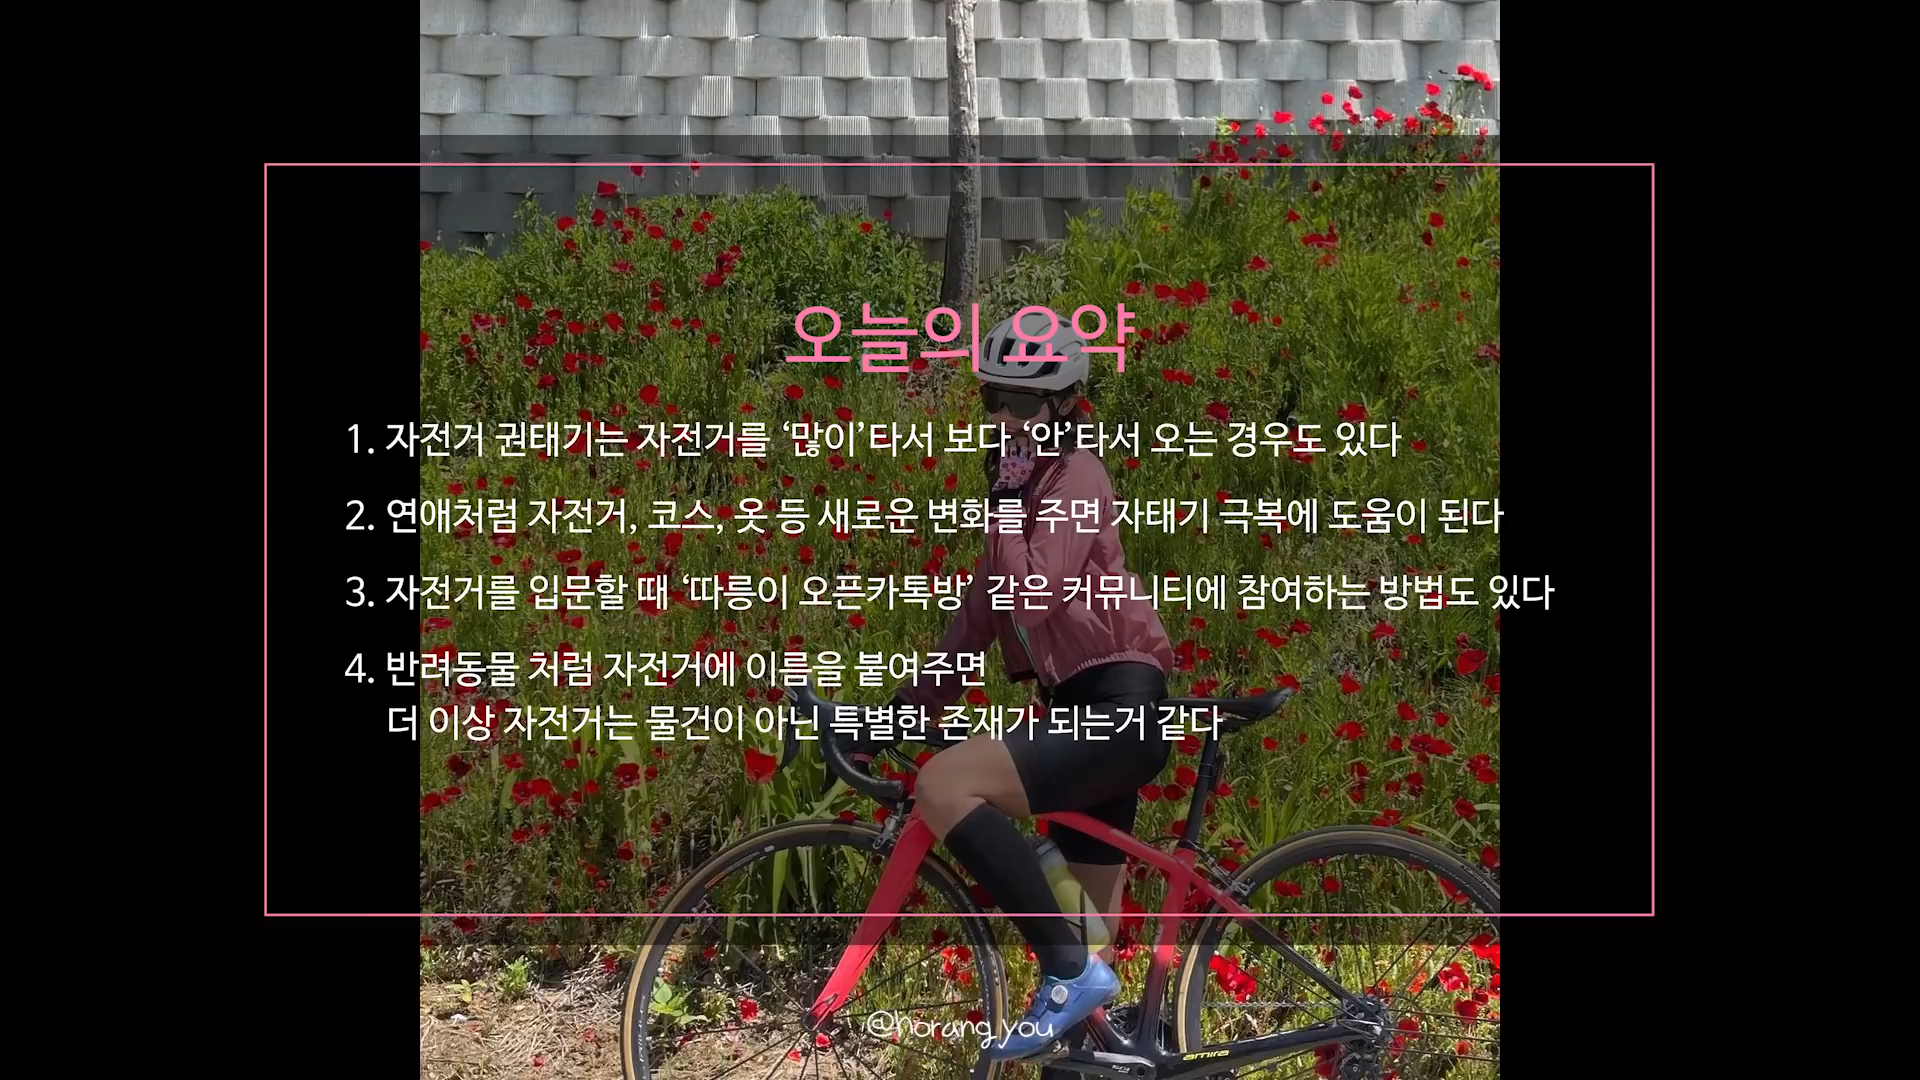 오늘의 요약
1. 자전거 권태기는 자전거를 ‘많이’타서 보다 ‘안’타서 오는 경우도 있다
2. 연애처럼 자전거, 코스, 옷 등 새로운 변화를 주면 자태기 극복에 도움이 된다
3. 자전거를 입문할 때 ‘따릉이 오픈카톡방’ 같은 커뮤니티에 참여하는 방법도 있다
4. 반려동물 처럼 자전거에 이름을 붙여주면
더 이상 자전거는 물건이 아닌 특별한 존재가 되는거 같다
@horang_you
amira